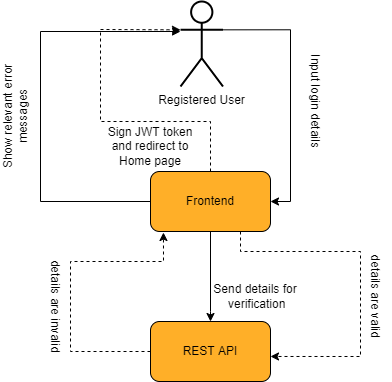 Registered User
Show relevant error
messages
Sign JWT token
and redirect to
Home page
Input login details
Frontend
details are invalid
Send details for
verification
details are valid
REST API